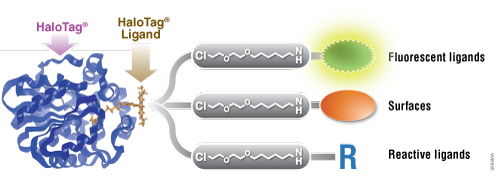 HaloTag®
HaloTag®
Ligand
Cl O O N H
Fluorescent ligands
Cl O O N H
Surfaces
Cl O O N H
R
Reactive ligands